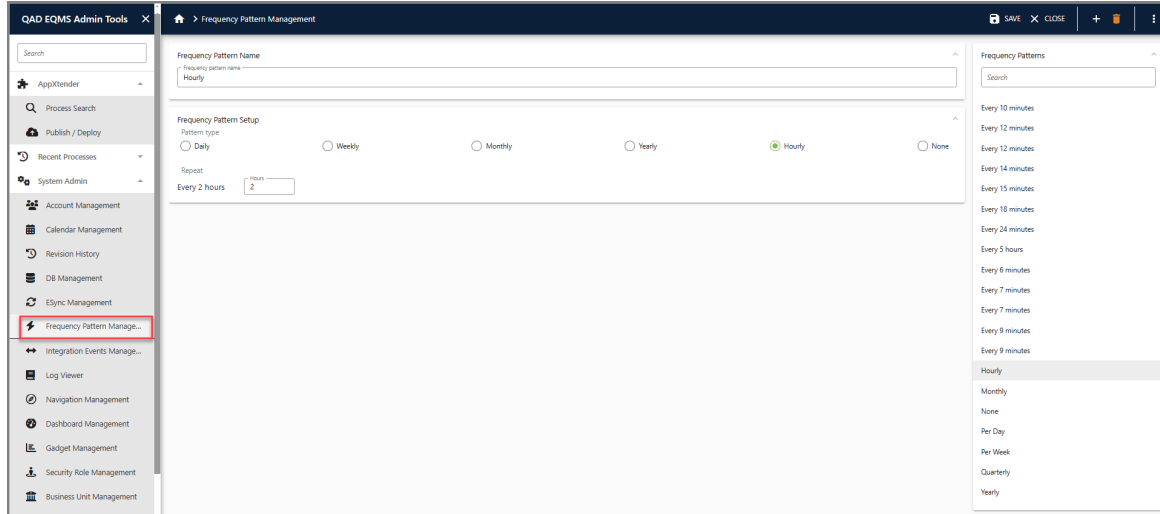 QAD EQMS Admin Tools
Search
AppXtender
Process Search
Publish / Deploy
Recent Processes
System Admin
Account Management
Calendar Management
Revision History
DB Management
ESync Management
Frequency Pattern Manage...
Integration Events Manage...
Log Viewer
Navigation Management
Dashboard Management
Gadget Management
Security Role Management
Business Unit Management
> Frequency Pattern Management
SAVE
CLOSE
Frequency Pattern Name
Frequency pattern name
Hourly
Frequency Pattern Setup
Pattern type
Daily
Weekly
Monthly
Yearly
Hourly
None
Repeat
Every 2 hours
Hours
2
Frequency Patterns
Search
Every 10 minutes
Every 12 minutes
Every 12 minutes
Every 14 minutes
Every 15 minutes
Every 18 minutes
Every 24 minutes
Every 5 hours
Every 6 minutes
Every 7 minutes
Every 7 minutes
Every 9 minutes
Every 9 minutes
Hourly
Monthly
None
Per Day
Per Week
Quarterly
Yearly